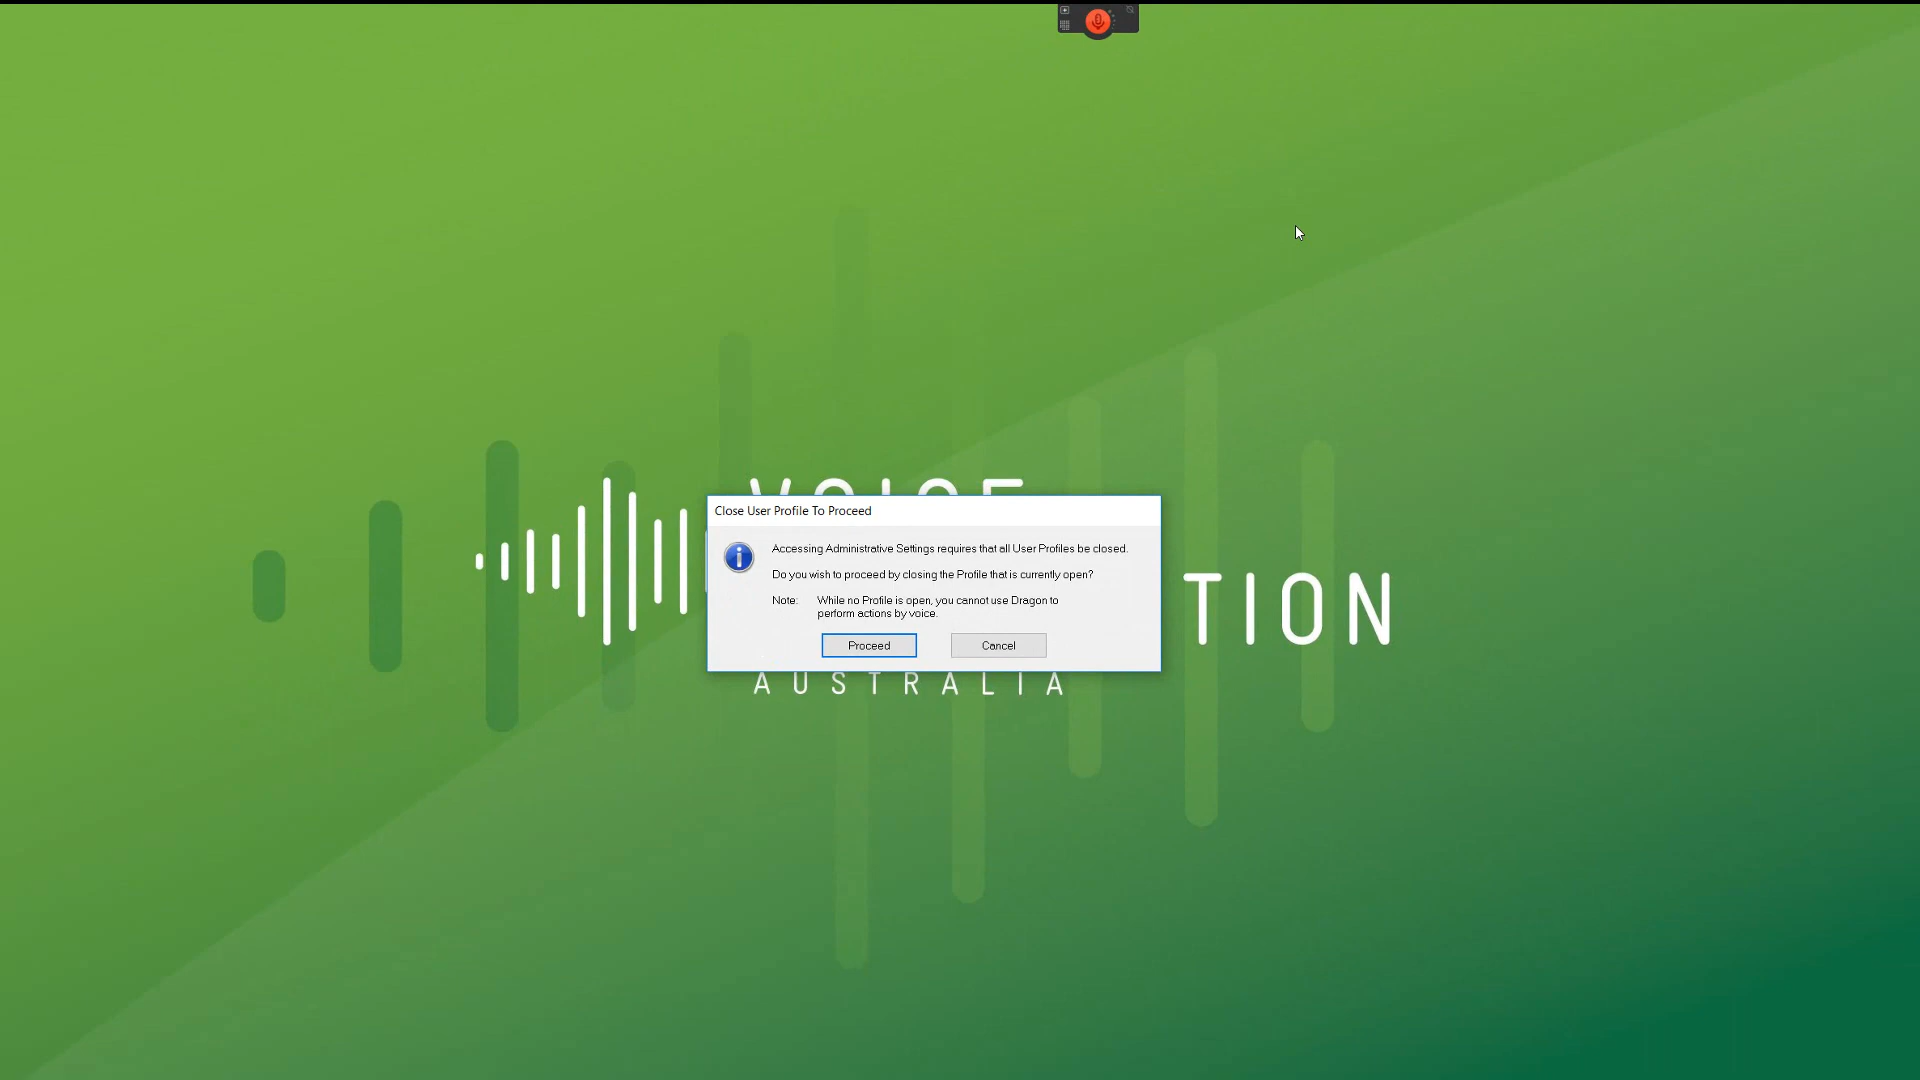 Close User Profile To Proceed
Accessing Administrative Settings requires that all User Profiles be closed.
Do you wish to proceed by closing the Profile that is currently open?
Note: While no Profile is open, you cannot use Dragon to
perform actions by voice.
Proceed Cancel
VOICE
TION
AUSTRALIA